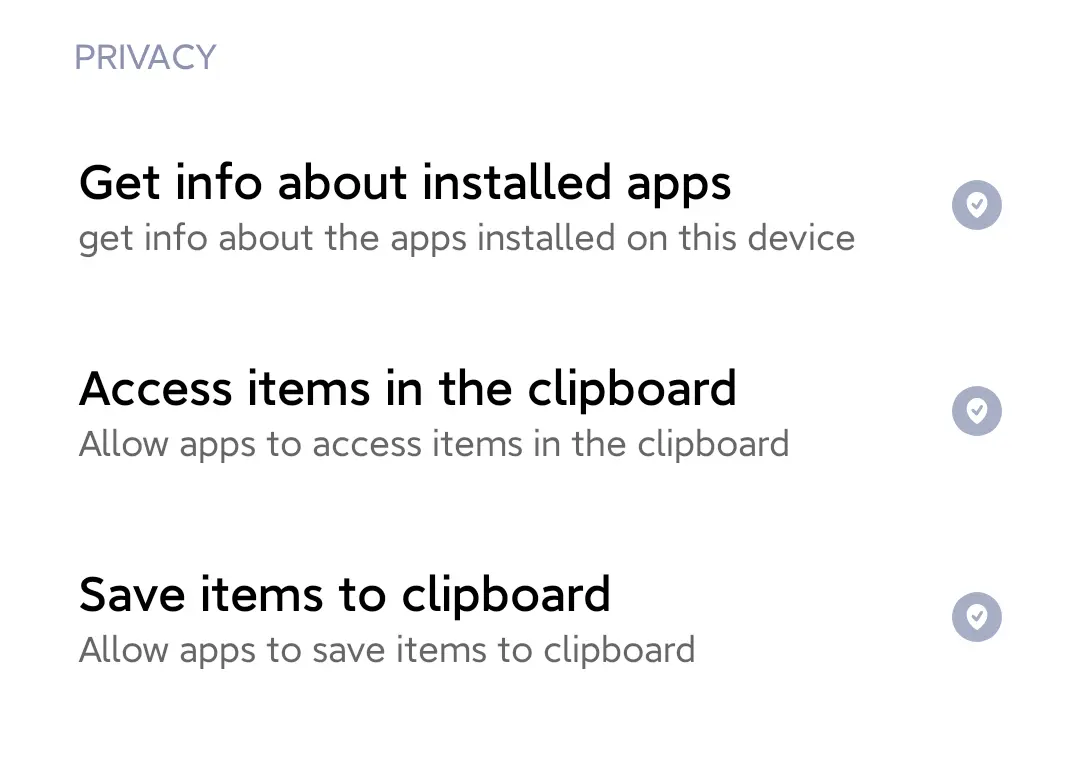 PRIVACY
Get info about installed apps
get info about the apps installed on this device
Access items in the clipboard
Allow apps to access items in the clipboard
Save items to clipboard
Allow apps to save items to clipboard